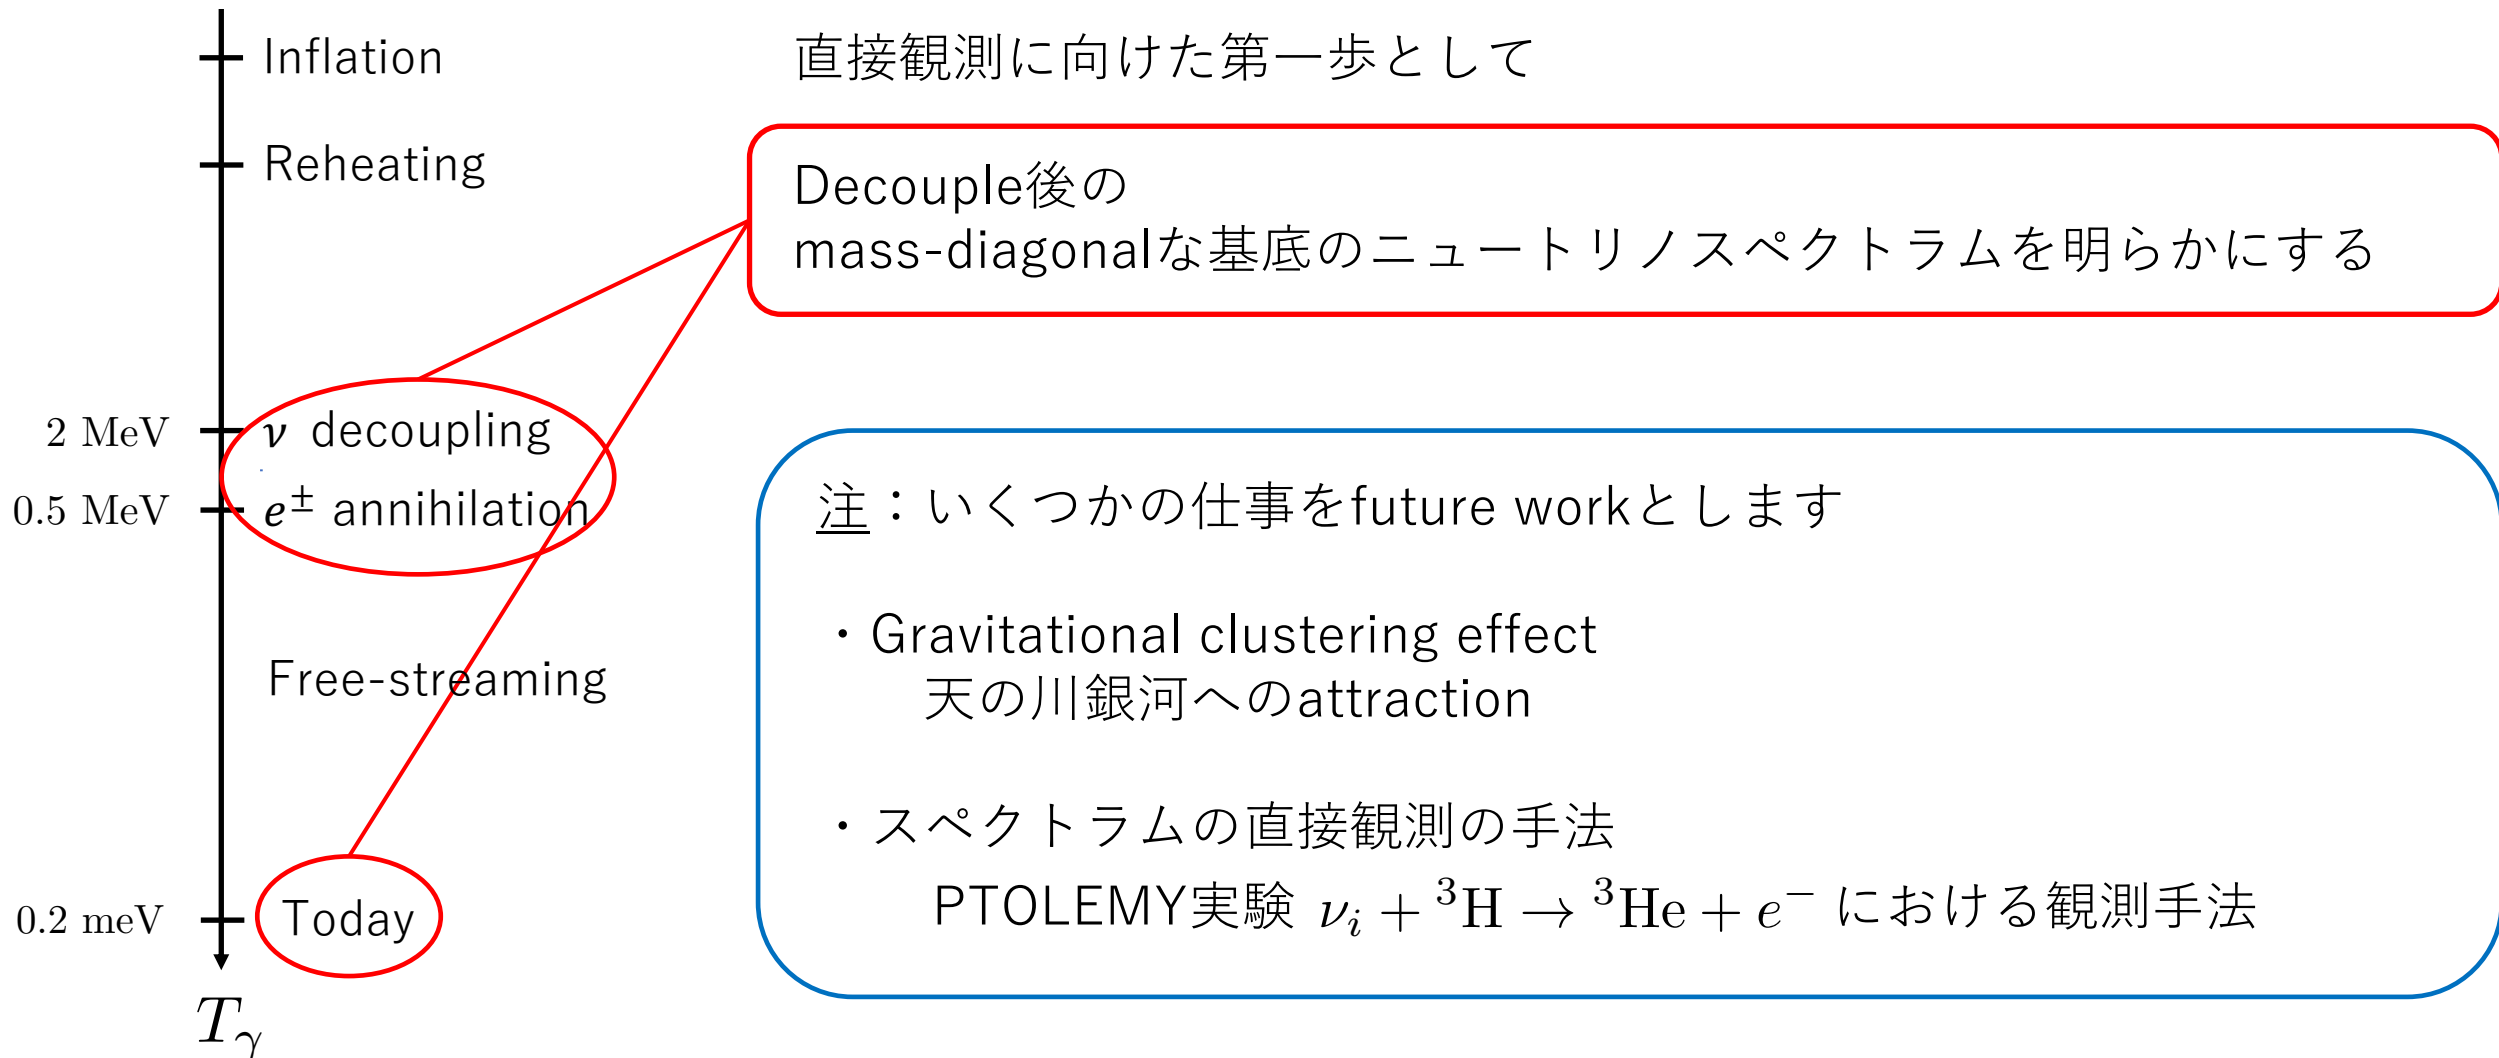 Inflation
Reheating
2 MeV
ν decoupling
0.5 MeV
e± annihilation
Free-streaming
0.2 meV
Today
Tγ
直接観測に向けた第一歩として
Decouple後の
mass-diagonalな基底のニュートリノスペクトラムを明らかにする
注：いくつかの仕事をfuture workとします
・Gravitational clustering effect
天の川銀河へのattraction
・スペクトラムの直接観測の手法
PTOLEMY実験 νi + ³H → ³He + e⁻ における観測手法